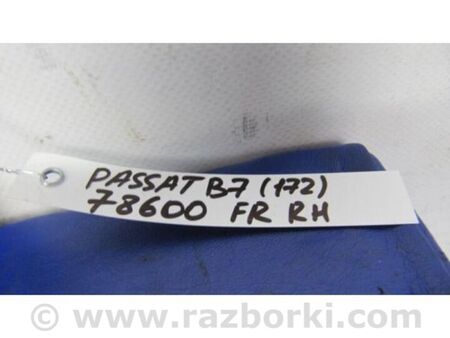 PASSAT B7 (172)
78600 FR RH
© www.razborki.com